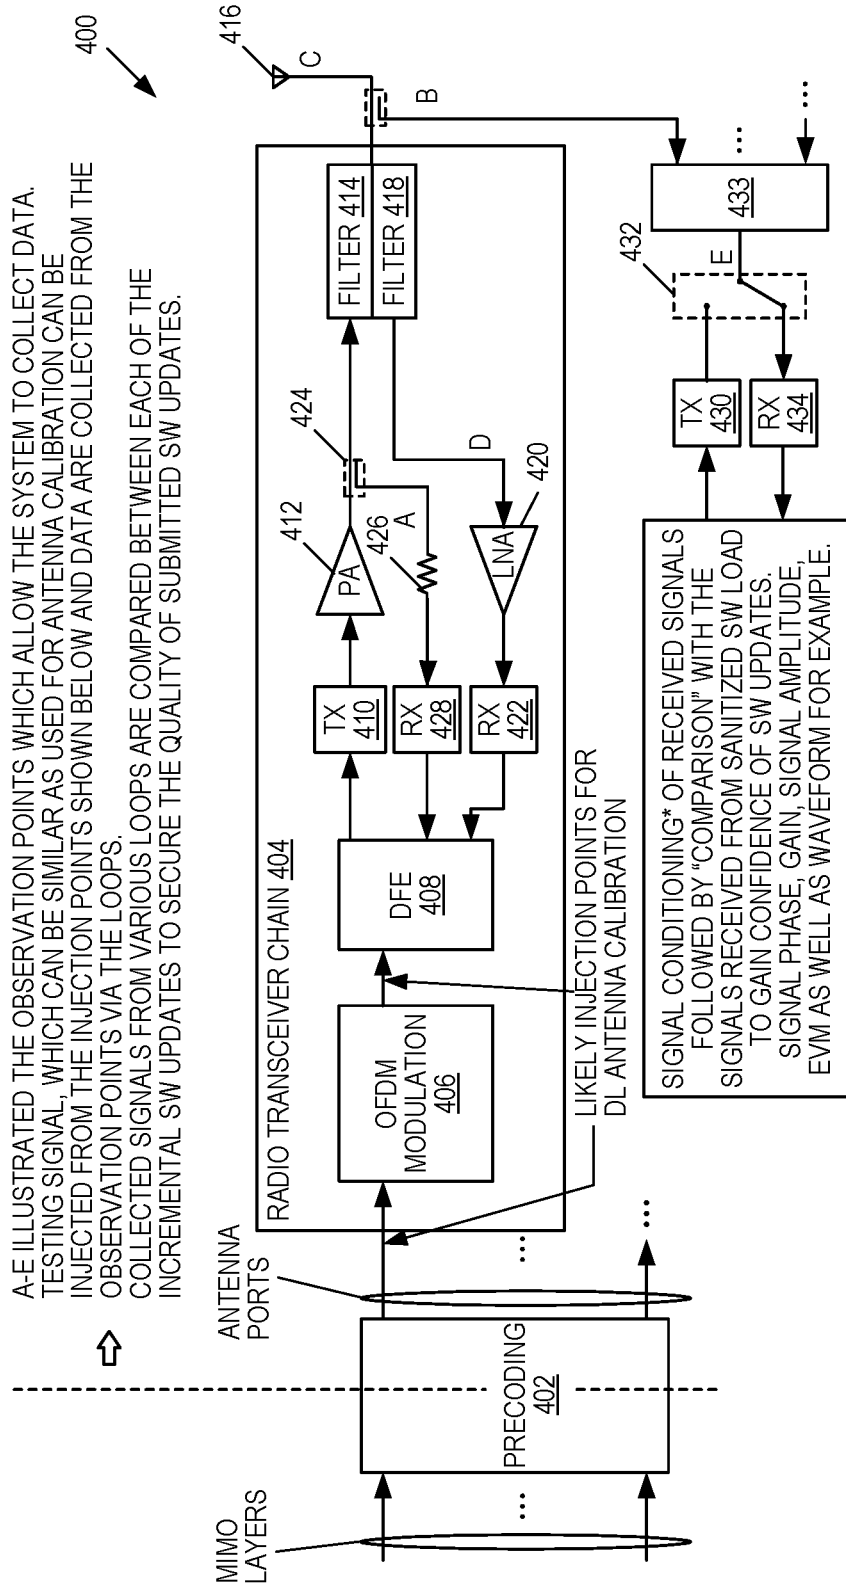 A-E ILLUSTRATED THE OBSERVATION POINTS WHICH ALLOW THE SYSTEM TO COLLECT DATA.
TESTING SIGNAL, WHICH CAN BE SIMILAR AS USED FOR ANTENNA CALIBRATION CAN BE
INJECTED FROM THE INJECTION POINTS SHOWN BELOW AND DATA ARE COLLECTED FROM THE
OBSERVATION POINTS VIA THE LOOPS.
COLLECTED SIGNALS FROM VARIOUS LOOPS ARE COMPARED BETWEEN EACH OF THE
INCREMENTAL SW UPDATES TO SECURE THE QUALITY OF SUBMITTED SW UPDATES.
400
MIMO
LAYERS
...
PRECODING
402
ANTENNA
PORTS
...
...
RADIO TRANSCEIVER CHAIN 404
OFDM
MODULATION
406
DFE
408
TX
410
RX
428
RX
422
412
PA
424
A
426
LNA
420
D
FILTER 414
FILTER 418
416
C
B
LIKELY INJECTION POINTS FOR
DL ANTENNA CALIBRATION
SIGNAL CONDITIONING* OF RECEIVED SIGNALS
FOLLOWED BY “COMPARISON” WITH THE
SIGNALS RECEIVED FROM SANITIZED SW LOAD
TO GAIN CONFIDENCE OF SW UPDATES.
SIGNAL PHASE, GAIN, SIGNAL AMPLITUDE,
EVM AS WELL AS WAVEFORM FOR EXAMPLE.
TX
430
RX
434
432
E
433
...
...